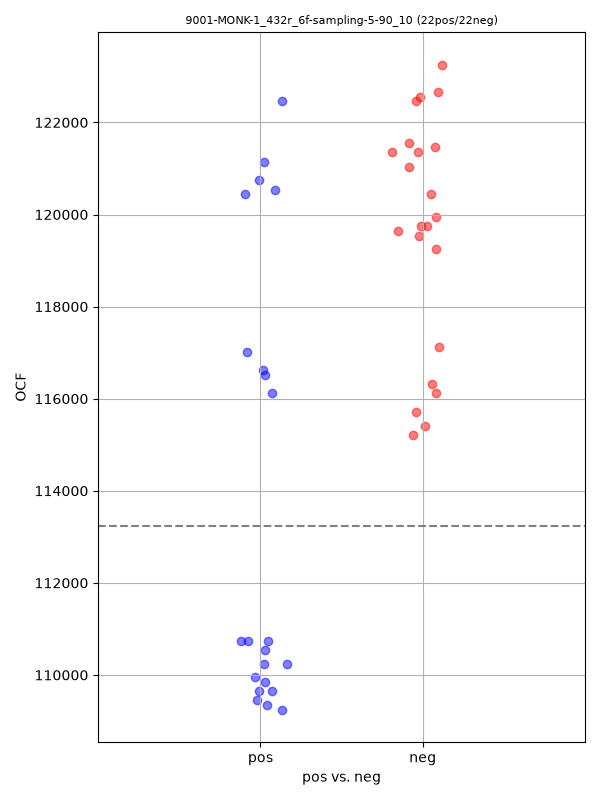 9001-MONK-1_432r_6f-sampling-5-90_10 (22pos/22neg)
122000
120000
118000
116000
114000
112000
110000
OCF
pos
neg
pos vs. neg